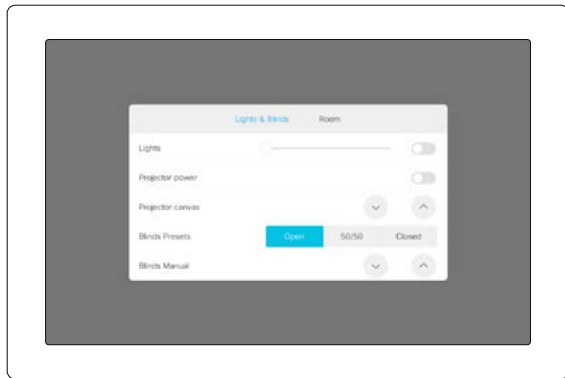 Lights & Blinds Room
Lights
Projector power
Projector canvas
Blinds Presets Open 50/50 Closed
Blinds Manual